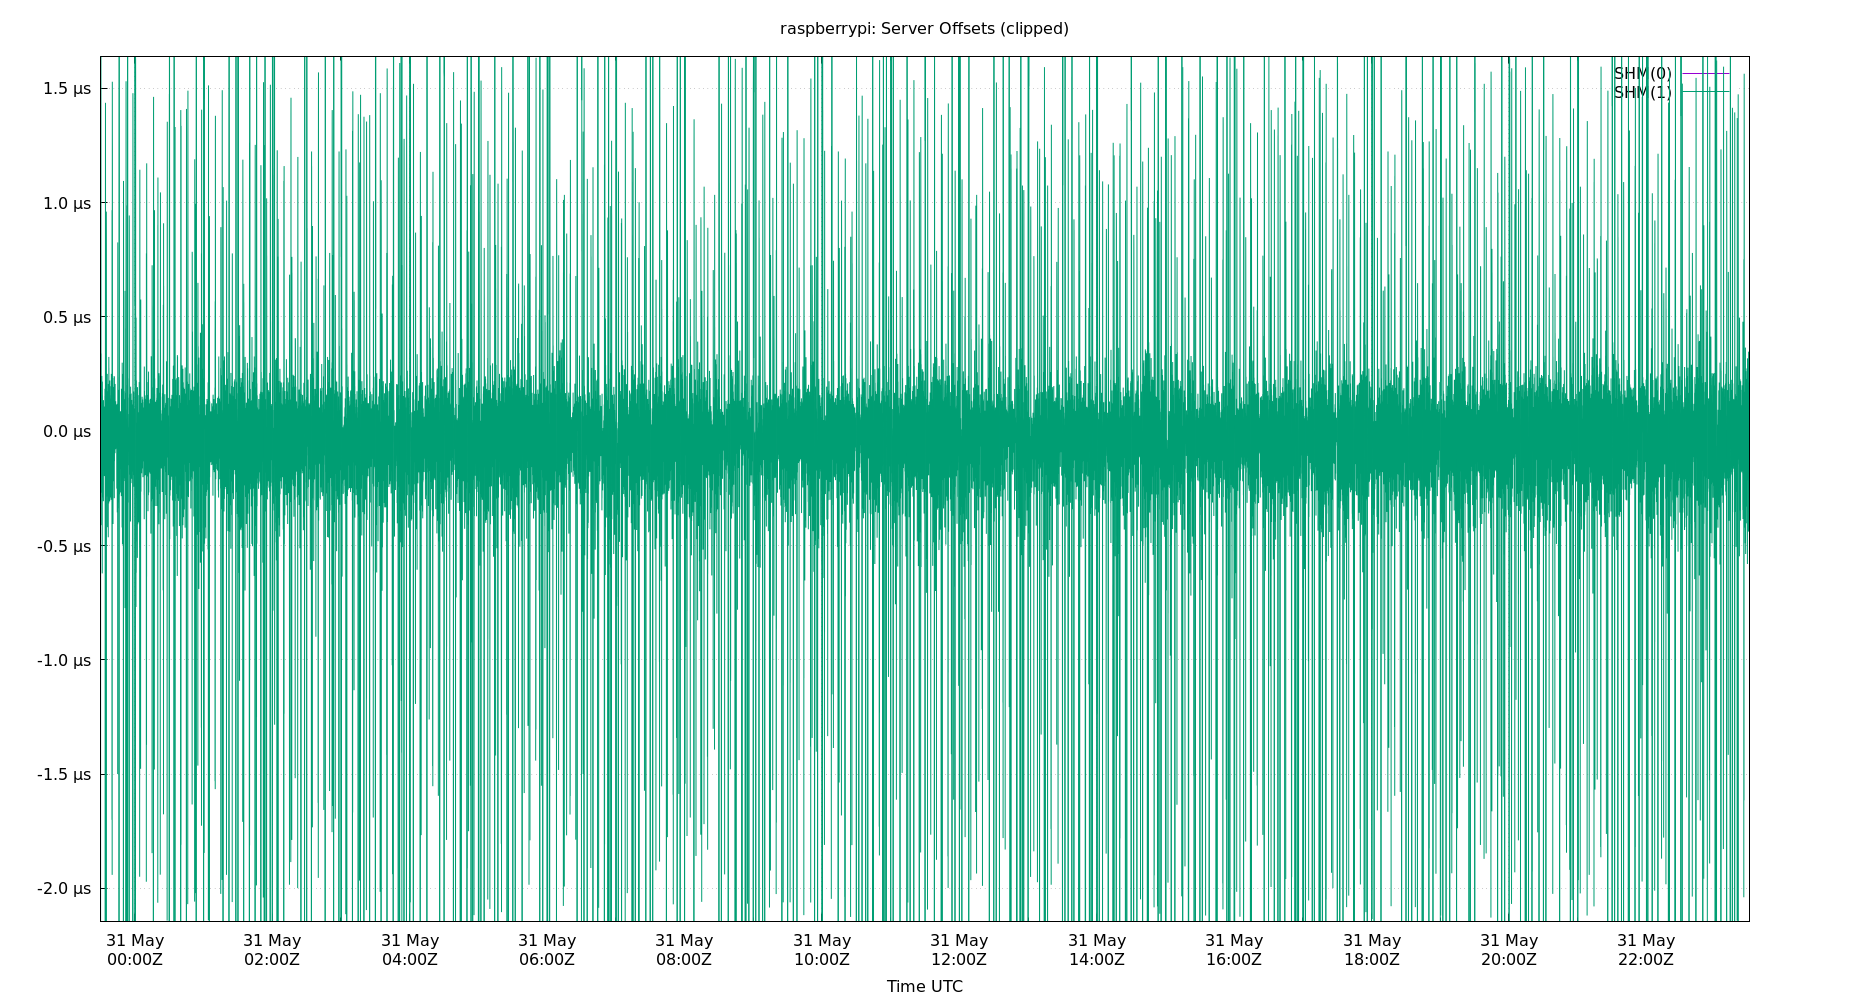 raspberrypi: Server Offsets (clipped)
SHM(0)
SHM(1)
1.5 µs
1.0 µs
0.5 µs
0.0 µs
-0.5 µs
-1.0 µs
-1.5 µs
-2.0 µs
31 May 31 May 31 May 31 May 31 May 31 May 31 May 31 May 31 May 31 May 31 May 31 May
00:00Z 02:00Z 04:00Z 06:00Z 08:00Z 10:00Z 12:00Z 14:00Z 16:00Z 18:00Z 20:00Z 22:00Z
Time UTC